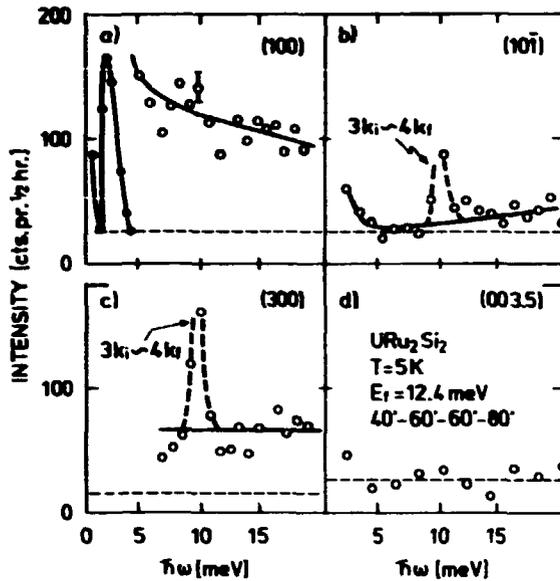 200
a)
(100)
b)
(101̄)
100
0
3ki∽4kf
INTENSITY [cts. pr. ½ hr.]
c)
(300)
d)
(003.5)
3ki∽4kf
100
0
URu₂Si₂
T=5K
Ef=12.4 meV
40'-60'-60'-80'
0 5 10 15
5 10 15
ħω [meV]
ħω [meV]